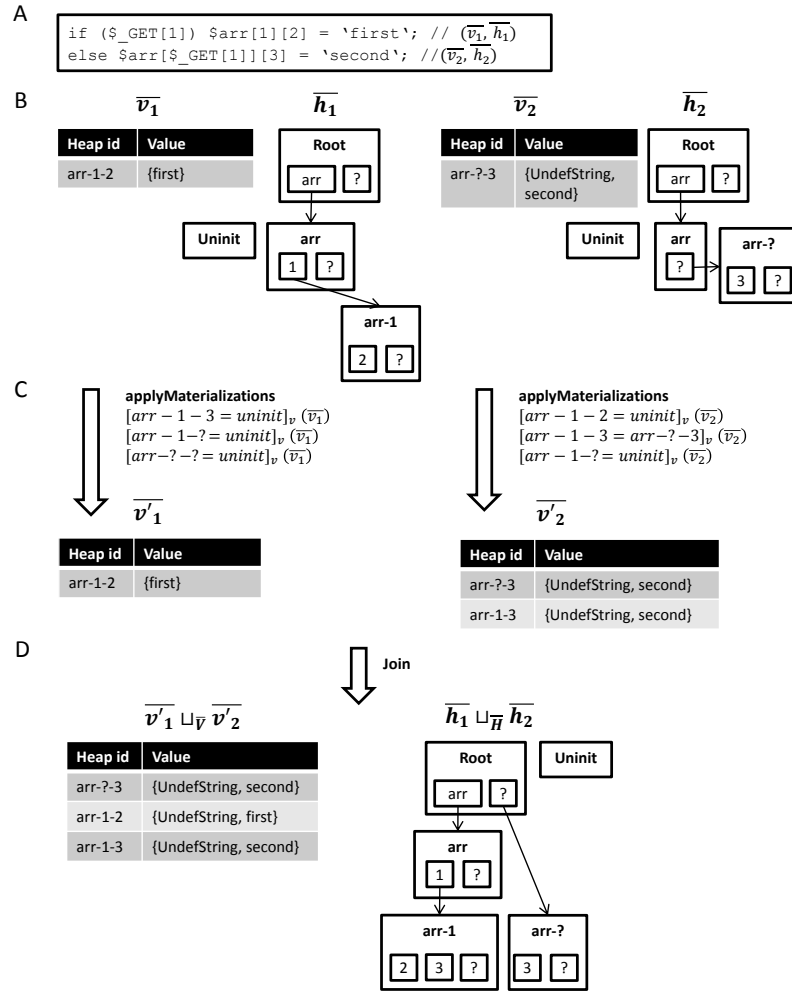 A
if ($_GET[1]) $arr[1][2] = ‘first‘; // (v̅₁, h̅₁)
else $arr[$_GET[1]][3] = ‘second‘; //(v̅₂, h̅₂)
B
v̅₁
Heap id Value
arr-1-2 {first}
h̅₁
Root
arr ?
Uninit
arr
1 ?
arr-1
2 ?
v̅₂
Heap id Value
arr-?-3 {UndefString,
second}
h̅₂
Root
arr ?
Uninit
arr
?
arr-?
3 ?
C
applyMaterializations
[arr − 1 − 3 = uninit]ᵥ (v̅₁)
[arr − 1−? = uninit]ᵥ (v̅₁)
[arr−? −? = uninit]ᵥ (v̅₁)
v̅'₁
Heap id Value
arr-1-2 {first}
applyMaterializations
[arr − 1 − 2 = uninit]ᵥ (v̅₂)
[arr − 1 − 3 = arr−? −3]ᵥ (v̅₂)
[arr − 1−? = uninit]ᵥ (v̅₂)
v̅'₂
Heap id Value
arr-?-3 {UndefString, second}
arr-1-3 {UndefString, second}
D
Join
v̅'₁ ⊔_V̅ v̅'₂
Heap id Value
arr-?-3 {UndefString, second}
arr-1-2 {UndefString, first}
arr-1-3 {UndefString, second}
h̅₁ ⊔_H̅ h̅₂
Root
arr ?
Uninit
arr
1 ?
arr-1
2 3 ?
arr-?
3 ?